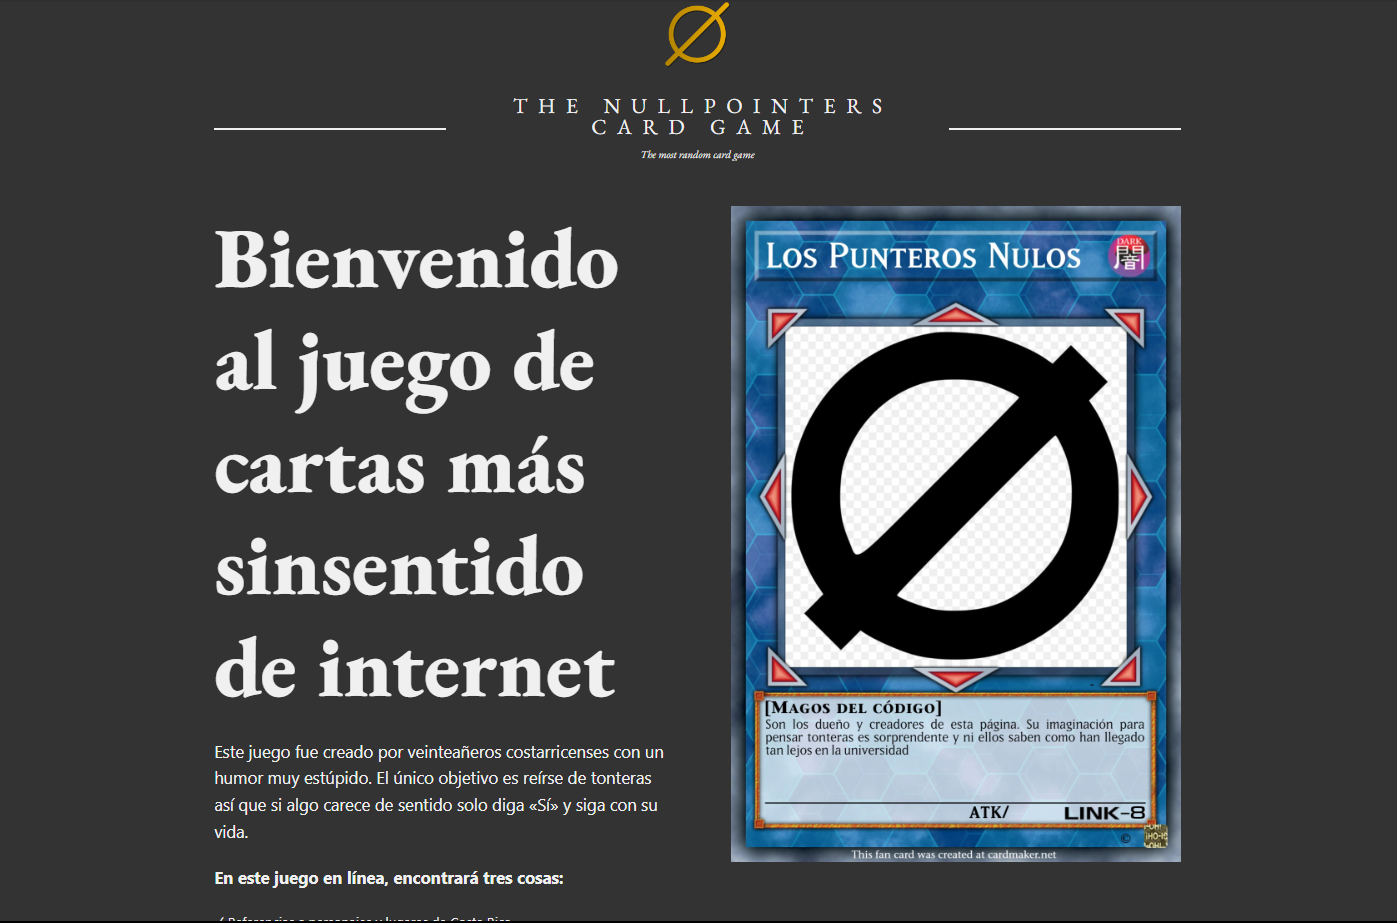 THE NULLPOINTERS
CARD GAME
The most random card game
Bienvenido
al juego de
cartas más
sinsentido
de internet
Este juego fue creado por veinteañeros costarricenses con un
humor muy estúpido. El único objetivo es reírse de tonteras
así que si algo carece de sentido solo diga «Sí» y siga con su
vida.
En este juego en línea, encontrará tres cosas:
Los Punteros Nulos
DARK
闇
[Magos del código]
Son los dueño y creadores de esta página. Su imaginación para
pensar tonteras es sorprendente y ni ellos saben como han llegado
tan lejos en la universidad
ATK/ LINK-8
©
This fan card was created at cardmaker.net